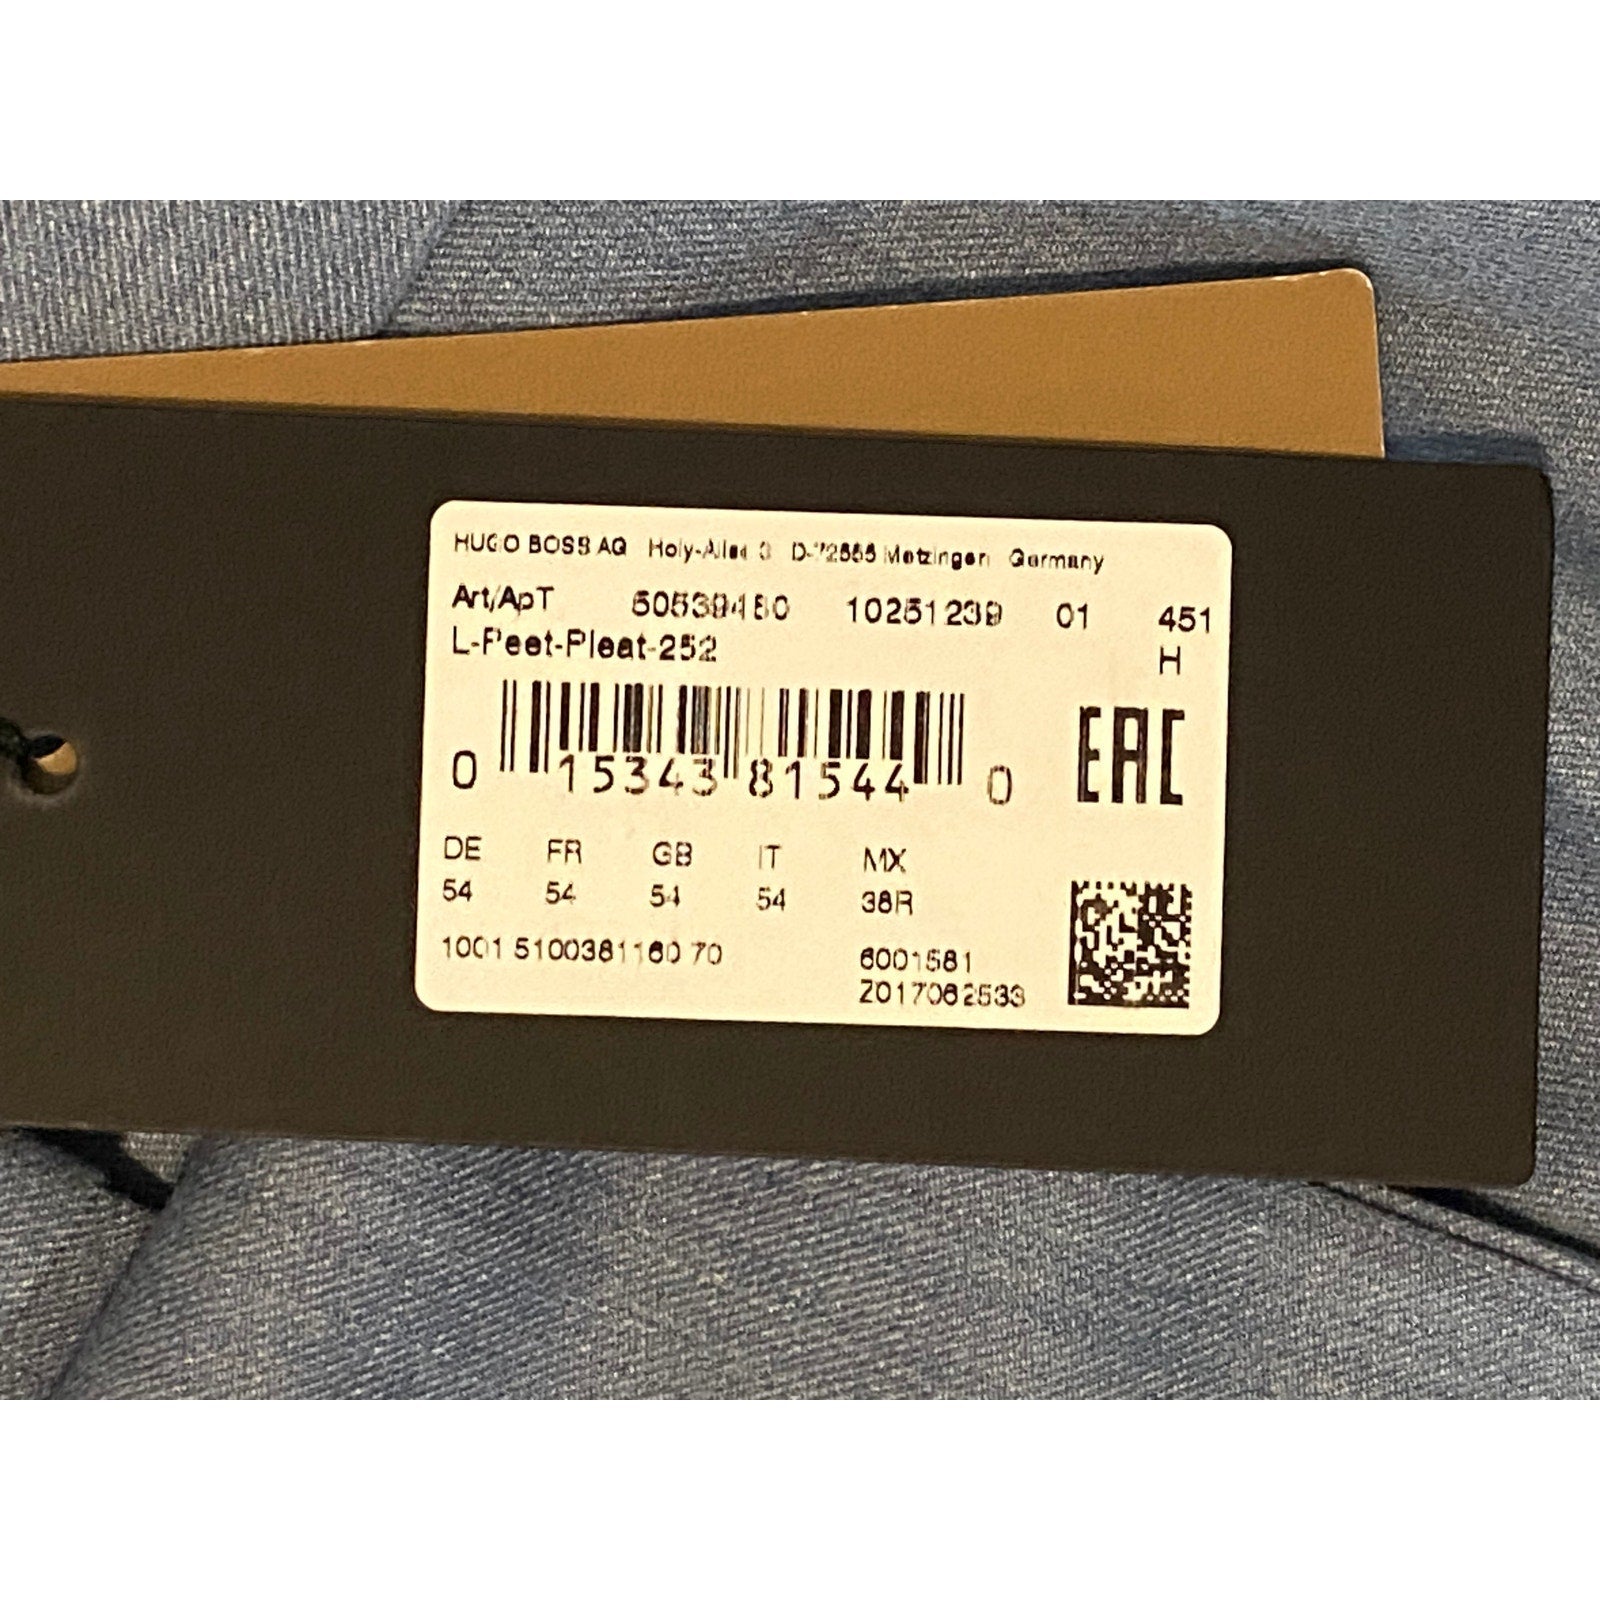 HUGO BOSS AG Holy-Allee 3 D-72555 Metzingen Germany
Art/ApT 50539480 10251239 01 451
L-Peet-Pleat-252 H
0 15343 81544 0
EAC
DE FR GB IT MX
54 54 54 54 38R
1001 5100381160 70 6001581
Z017062533